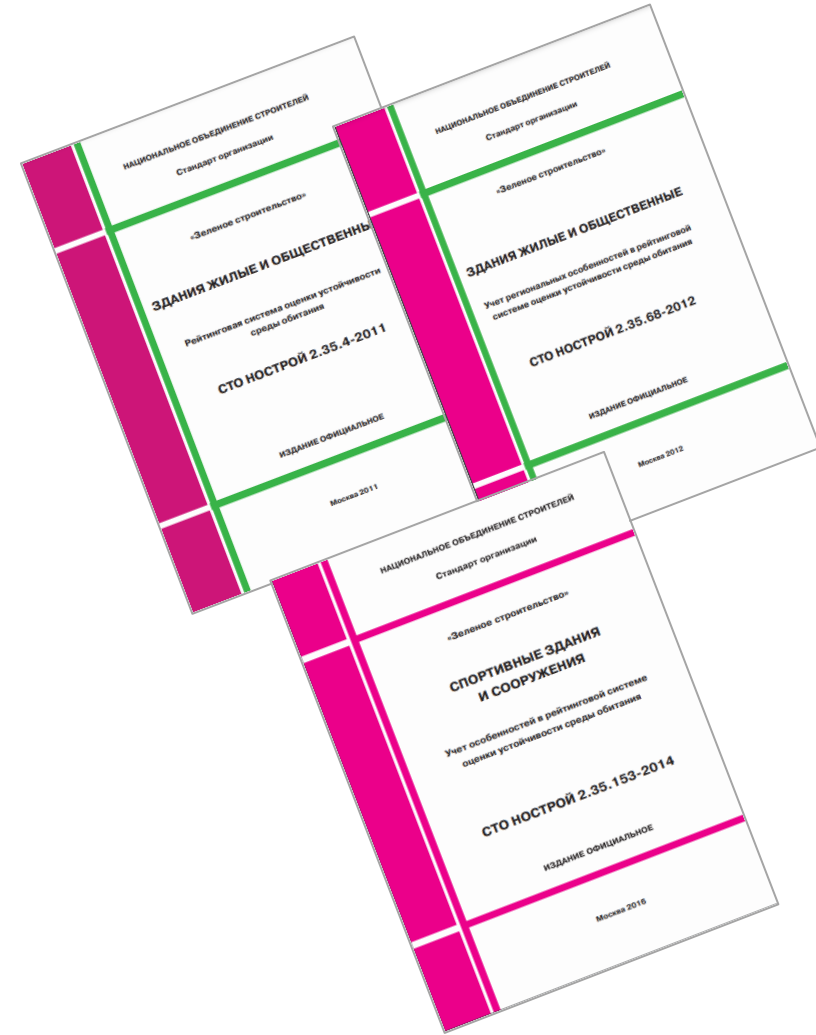 НАЦИОНАЛЬНОЕ ОБЪЕДИНЕНИЕ СТРОИТЕЛЕЙ
Стандарт организации
«Зеленое строительство»
ЗДАНИЯ ЖИЛЫЕ И ОБЩЕСТВЕННЫ
Рейтинговая система оценки устойчивости
среды обитания
СТО НОСТРОЙ 2.35.4-2011
ИЗДАНИЕ ОФИЦИАЛЬНОЕ
Москва 2011
НАЦИОНАЛЬНОЕ ОБЪЕДИНЕНИЕ СТРОИТЕЛЕЙ
Стандарт организации
«Зеленое строительство»
ЗДАНИЯ ЖИЛЫЕ И ОБЩЕСТВЕННЫЕ
Учет региональных особенностей в рейтинговой
системе оценки устойчивости среды обитания
СТО НОСТРОЙ 2.35.68-2012
ИЗДАНИЕ ОФИЦИАЛЬНОЕ
Москва 2012
НАЦИОНАЛЬНОЕ ОБЪЕДИНЕНИЕ СТРОИТЕЛЕЙ
Стандарт организации
«Зеленое строительство»
СПОРТИВНЫЕ ЗДАНИЯ
И СООРУЖЕНИЯ
Учет особенностей в рейтинговой системе
оценки устойчивости среды обитания
СТО НОСТРОЙ 2.35.153-2014
ИЗДАНИЕ ОФИЦИАЛЬНОЕ
Москва 2016